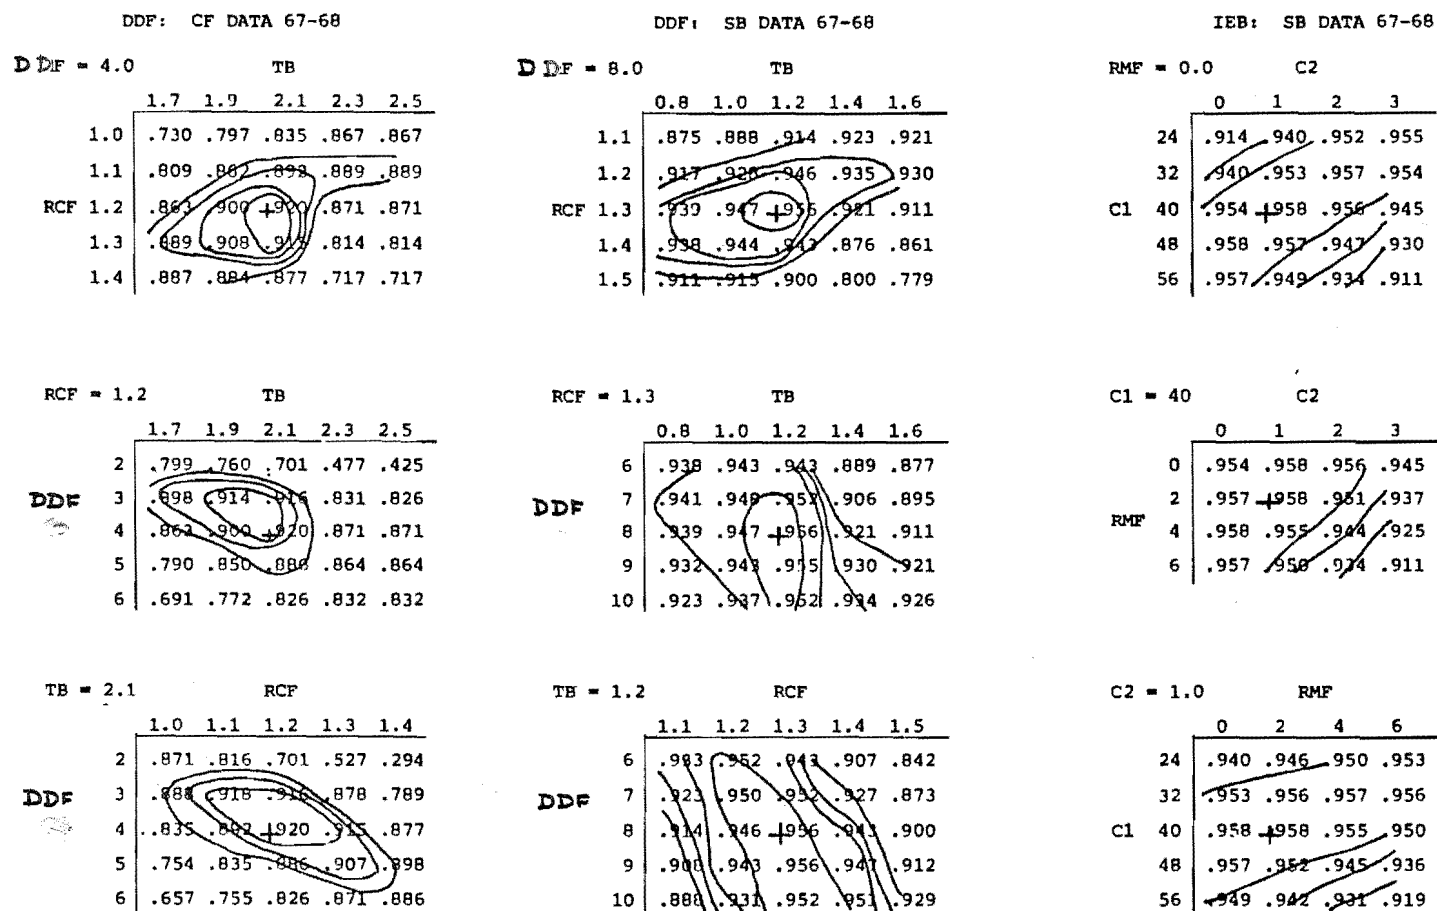 DDF: CF DATA 67-68
DDF = 4.0 TB
1.7 1.9 2.1 2.3 2.5
1.0 .730 .797 .835 .867 .867
1.1 .809 .862 .892 .889 .889
RCF 1.2 .863 .900 .920 .871 .871
1.3 .889 .908 .915 .814 .814
1.4 .887 .884 .877 .717 .717
RCF = 1.2 TB
1.7 1.9 2.1 2.3 2.5
2 .799 .760 .701 .477 .425
DDF 3 .898 .914 .916 .831 .826
4 .863 .900 .920 .871 .871
5 .790 .850 .886 .864 .864
6 .691 .772 .826 .832 .832
TB = 2.1 RCF
1.0 1.1 1.2 1.3 1.4
2 .871 .816 .701 .527 .294
DDF 3 .888 .918 .916 .878 .789
4 .835 .892 .920 .915 .877
5 .754 .835 .886 .907 .898
6 .657 .755 .826 .871 .886
DDF: SB DATA 67-68
DDF = 8.0 TB
0.8 1.0 1.2 1.4 1.6
1.1 .875 .888 .914 .923 .921
1.2 .917 .928 .946 .935 .930
RCF 1.3 .939 .947 .956 .921 .911
1.4 .938 .944 .943 .876 .861
1.5 .911 .915 .900 .800 .779
RCF = 1.3 TB
0.8 1.0 1.2 1.4 1.6
6 .938 .943 .943 .889 .877
DDF 7 .941 .948 .952 .906 .895
8 .939 .947 .956 .921 .911
9 .932 .943 .955 .930 .921
10 .923 .937 .952 .934 .926
TB = 1.2 RCF
1.1 1.2 1.3 1.4 1.5
6 .933 .952 .943 .907 .842
DDF 7 .923 .950 .952 .927 .873
8 .914 .946 .956 .943 .900
9 .943 .956 .947 .912
10 .888 .931 .952 .951 .929
IEB: SB DATA 67-68
RMF = 0.0 C2
0 1 2 3
24 .914 .940 .952 .955
32 .940 .953 .957 .954
C1 40 .954 .958 .956 .945
48 .958 .957 .947 .930
56 .957 .949 .934 .911
C1 = 40 C2
0 1 2 3
0 .954 .958 .956 .945
2 .957 .958 .951 .937
RMF 4 .958 .955 .944 .925
6 .957 .950 .934 .911
C2 = 1.0 RMF
0 2 4 6
24 .940 .946 .950 .953
32 .953 .956 .957 .956
C1 40 .958 .958 .955 .950
48 .957 .952 .945 .936
56 .949 .942 .931 .919